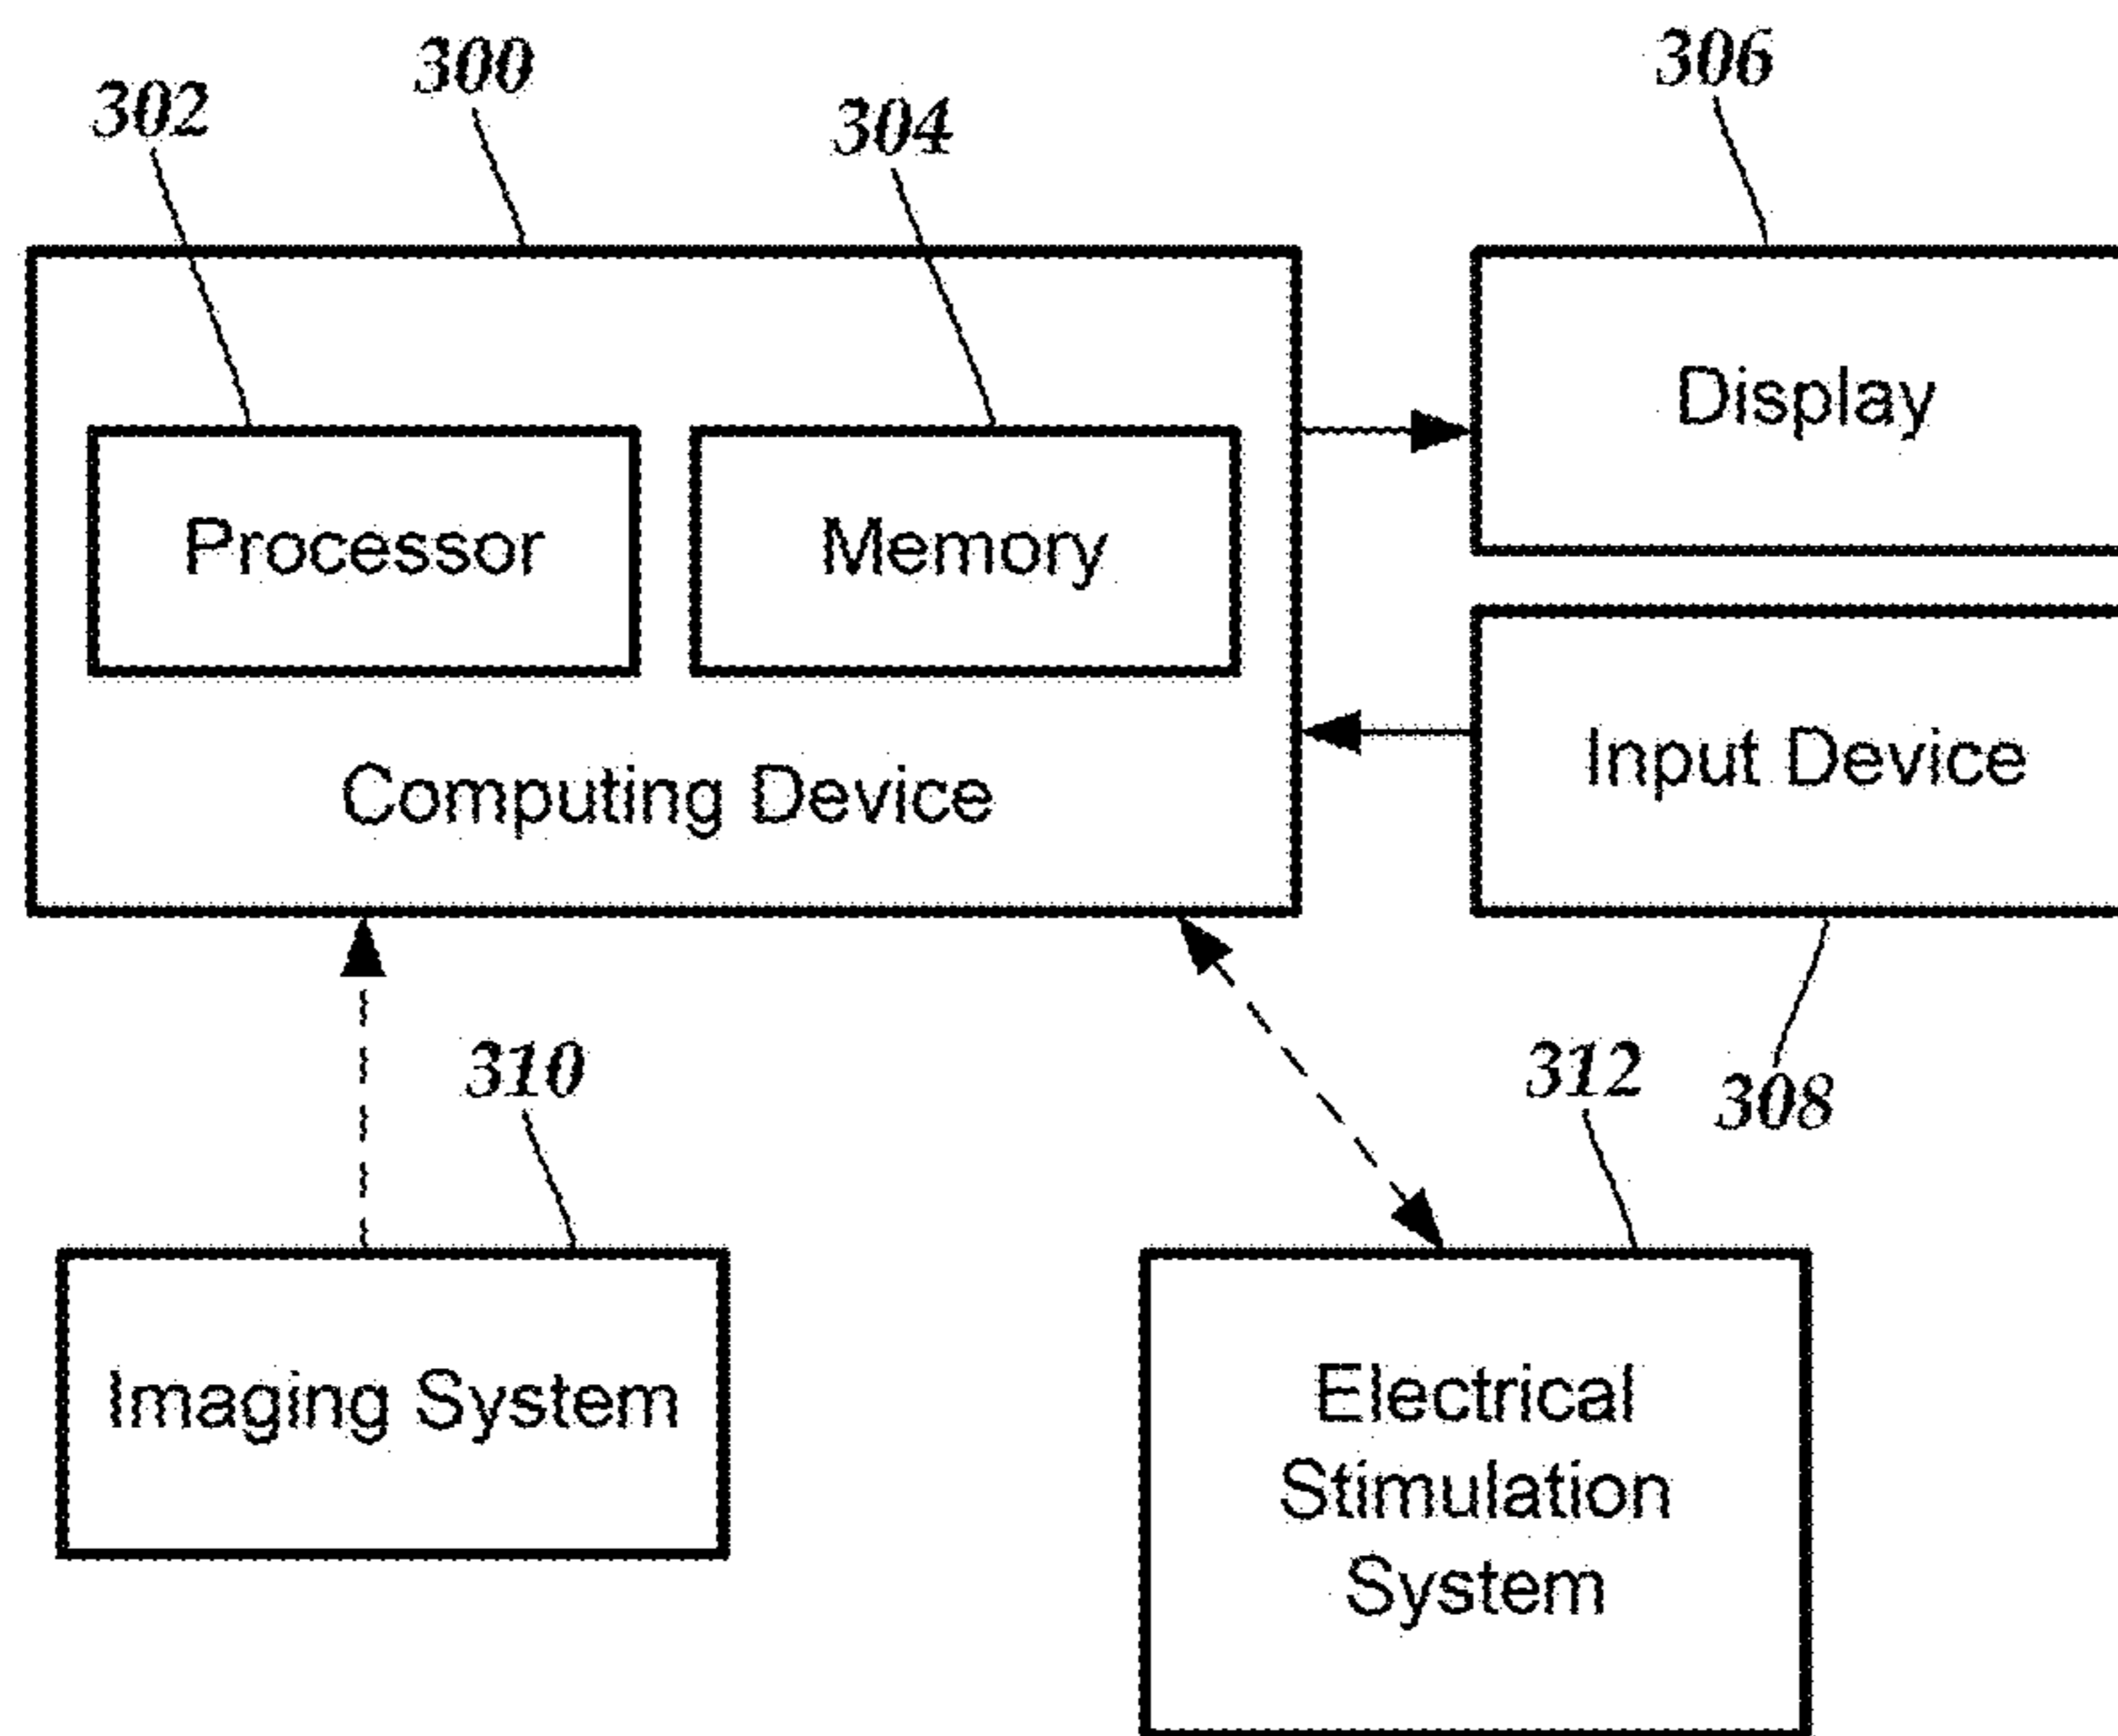 300
302
304
306
Processor
Memory
Display
Computing Device
Input Device
310
312
308
Imaging System
Electrical
Stimulation
System